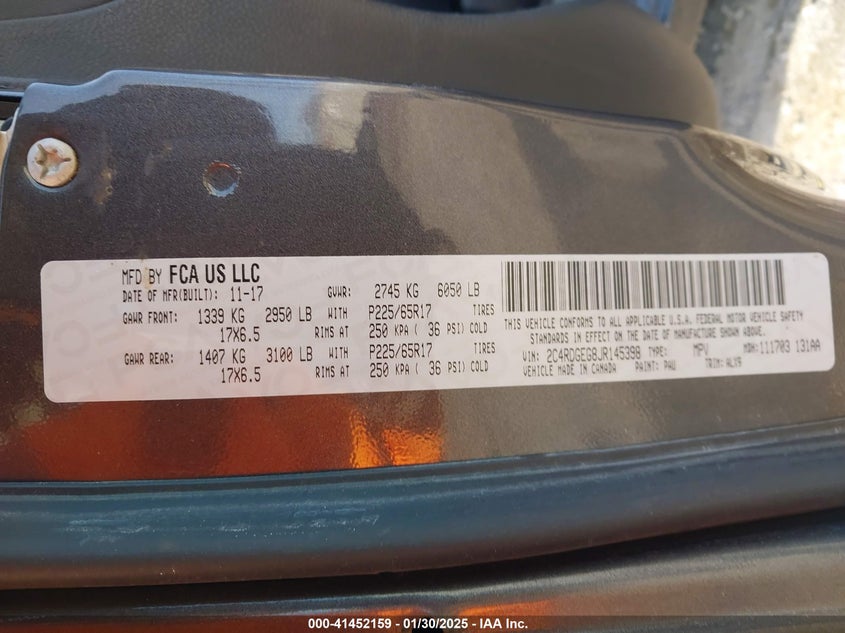 MFD BY FCA US LLC
DATE OF MFR(BUILT): 11-17 GVWR: 2745 KG 6050 LB
GAWR FRONT: 1339 KG 2950 LB WITH P225/65R17 TIRES
17X6.5 RIMS AT 250 KPA ( 36 PSI) COLD
GAWR REAR: 1407 KG 3100 LB WITH P225/65R17 TIRES
17X6.5 RIMS AT 250 KPA ( 36 PSI) COLD
THIS VEHICLE CONFORMS TO ALL APPLICABLE U.S.A. FEDERAL MOTOR VEHICLE SAFETY
STANDARDS IN EFFECT ON THE DATE OF MANUFACTURE SHOWN ABOVE.
VIN: 2C4RDGEG8JR145398 TYPE: MPV MDH: 111703 131AA
VEHICLE MADE IN CANADA PAINT: PAU TRIM: ALX9
000-41452159 - 01/30/2025 - IAA Inc.